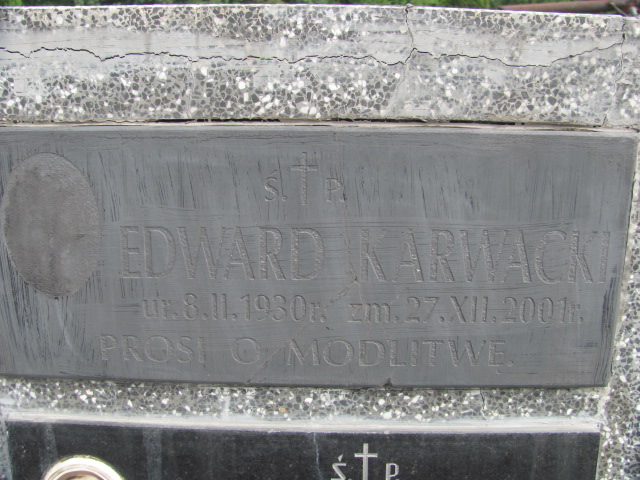 Ś. P.
EDWARD KARWACKI
ur. 8.II.1930r. zm. 27.XII.2001r.
PROSI O MODLITWĘ.
Ś. P.